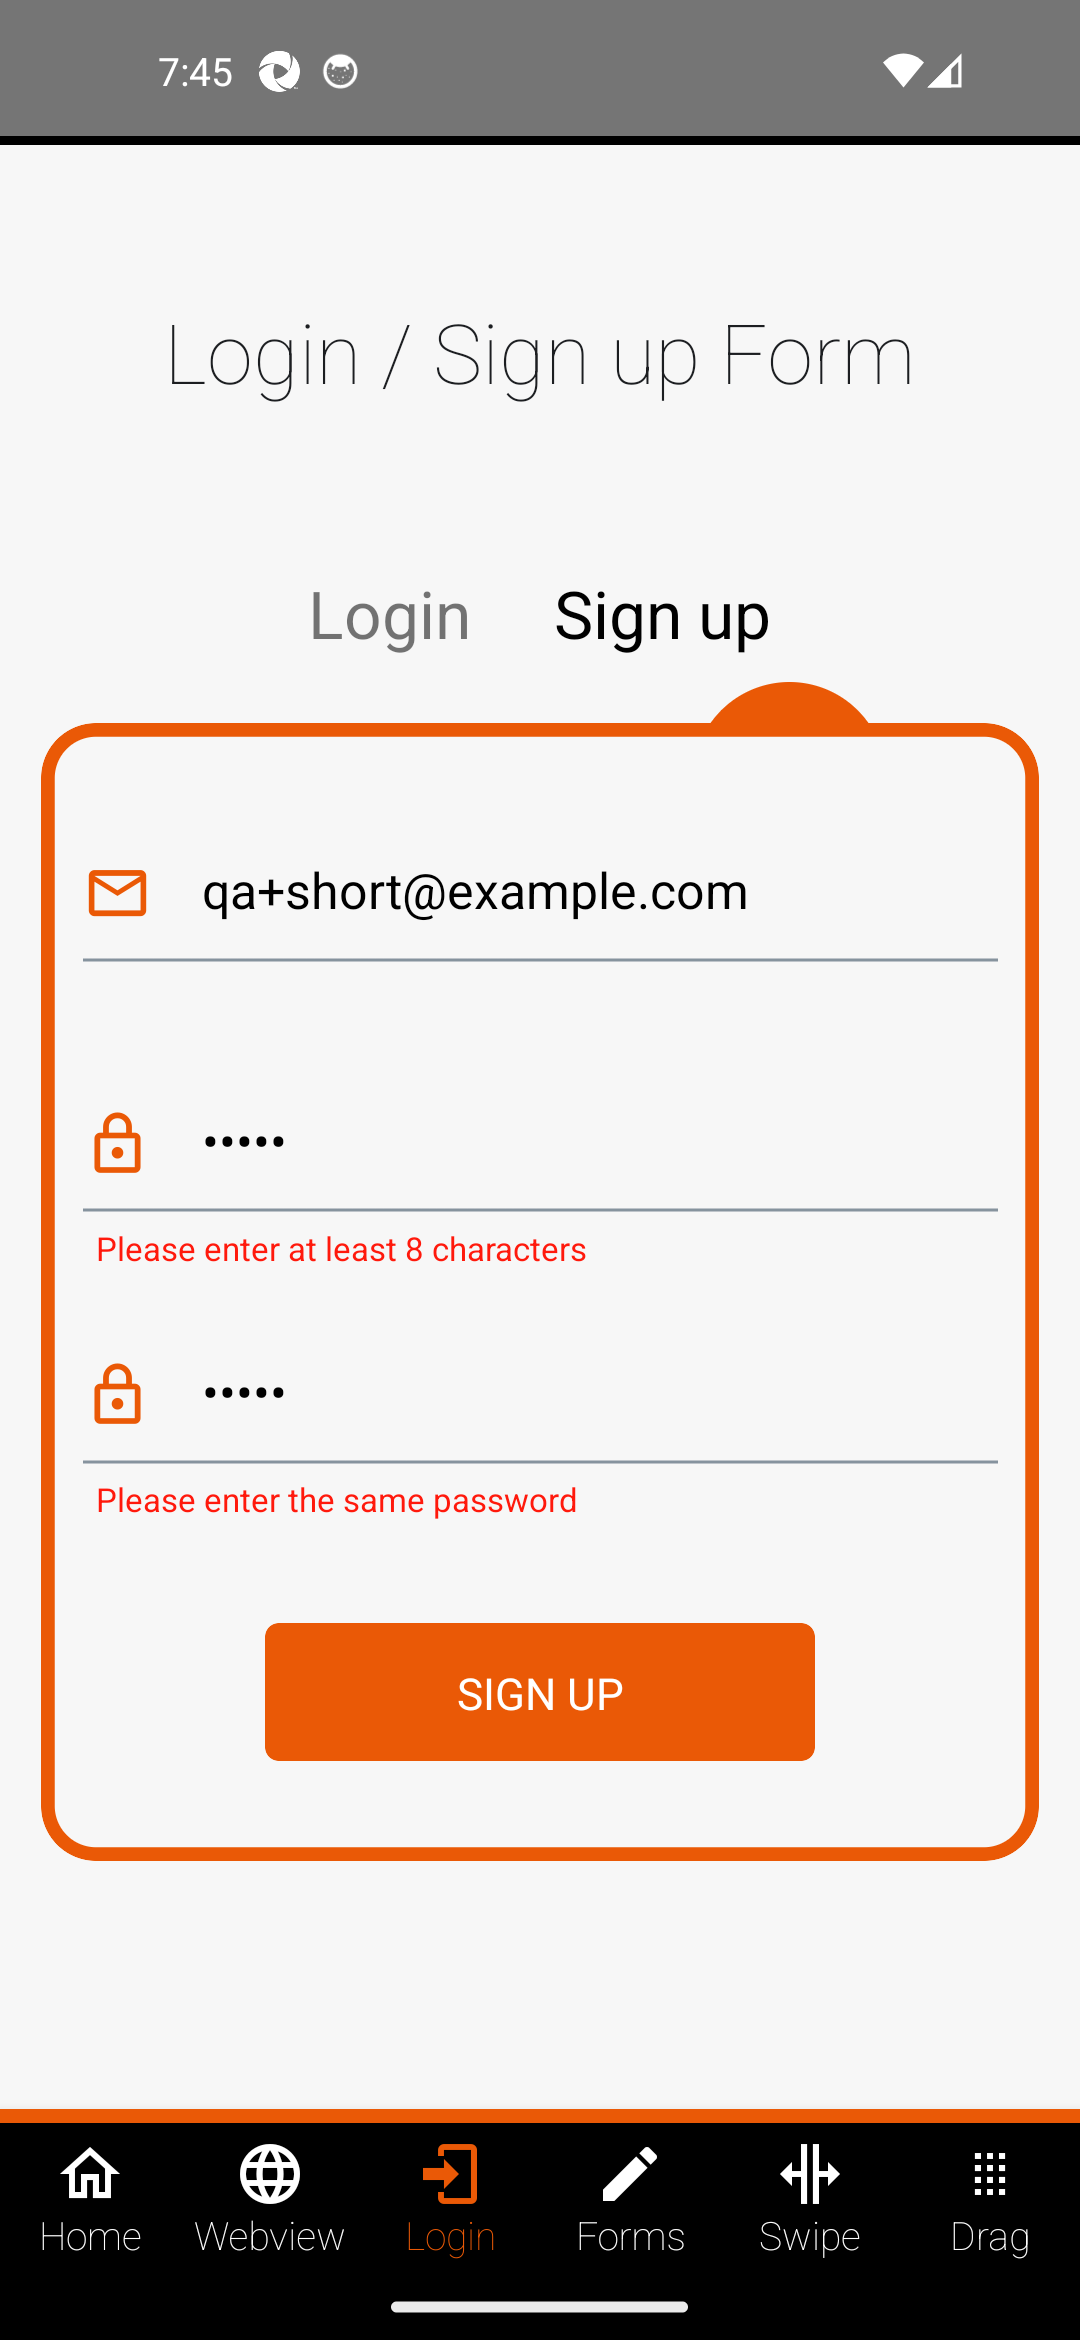 7:45
Login / Sign up Form
Login Sign up
qa+short@example.com
•••••
Please enter at least 8 characters
•••••
Please enter the same password
SIGN UP
Home Webview Login Forms Swipe Drag